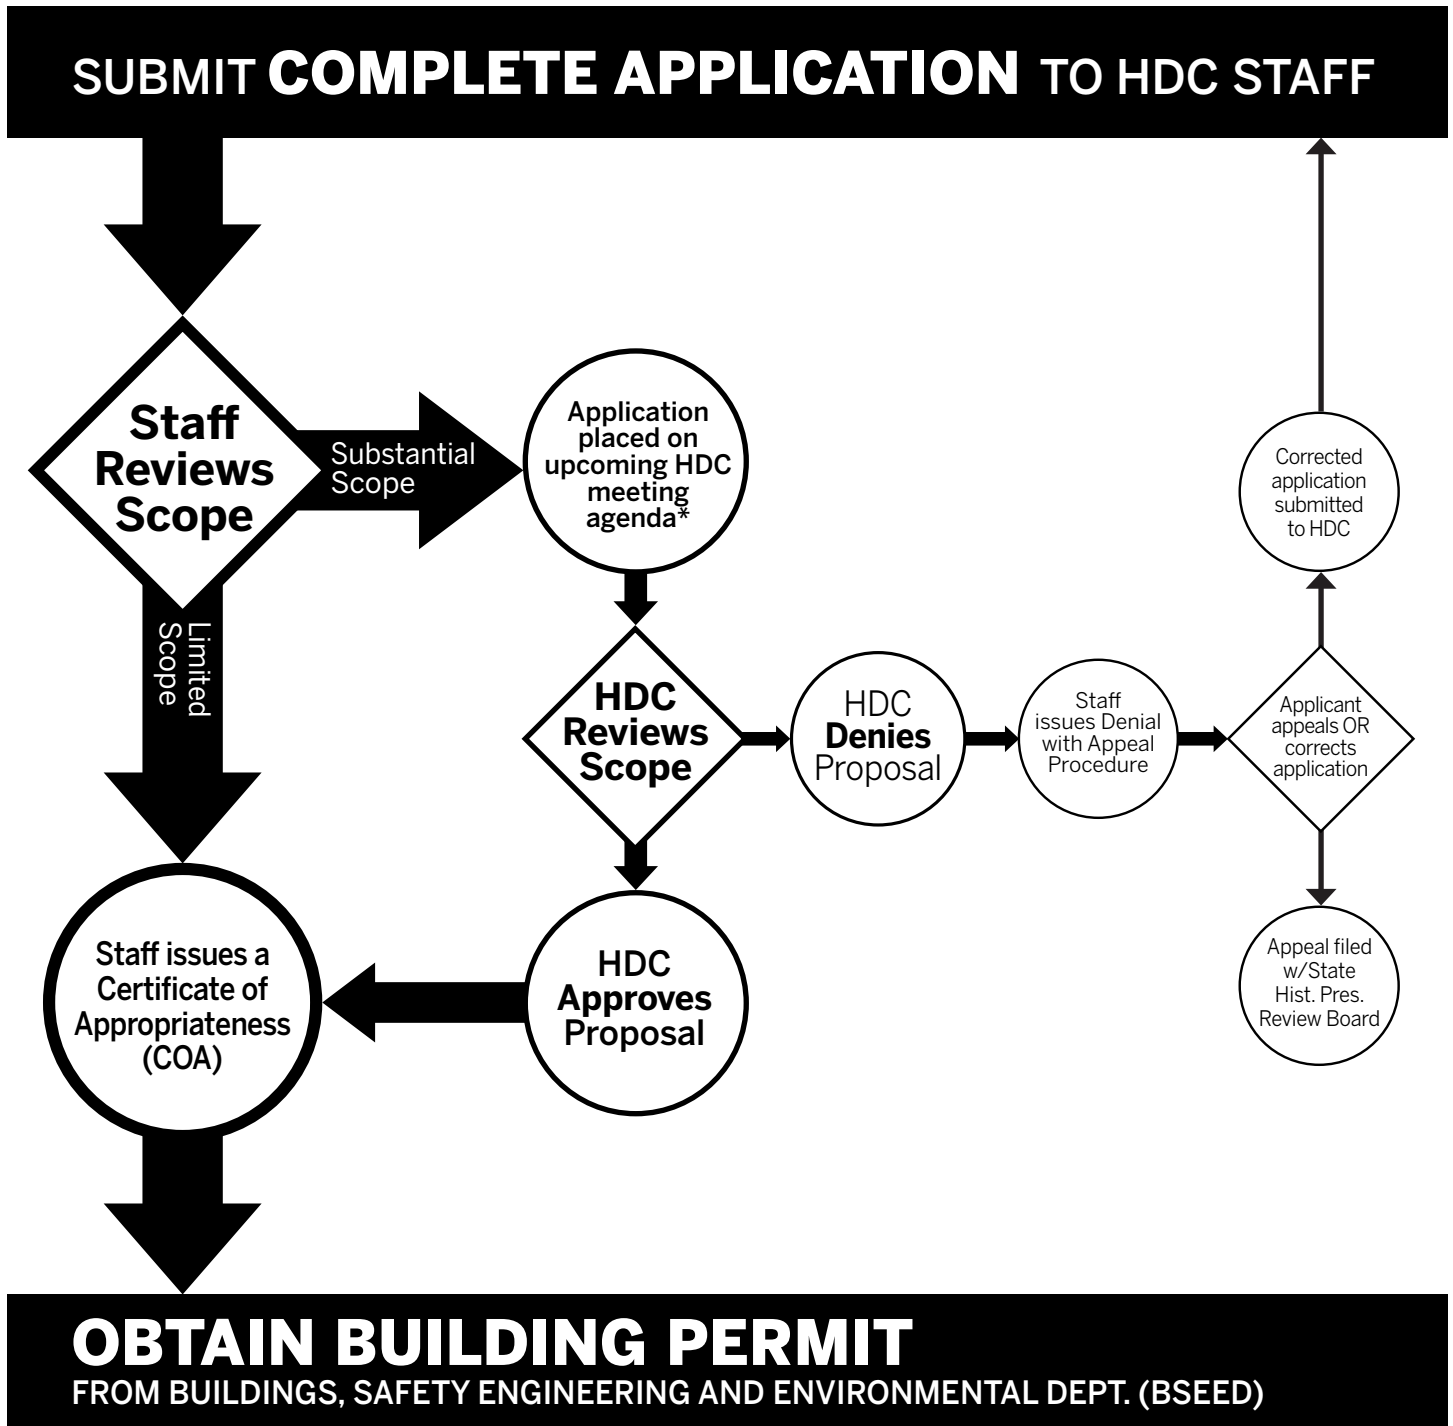 SUBMIT COMPLETE APPLICATION TO HDC STAFF
Staff
Reviews
Scope
Substantial
Scope
Application
placed on
upcoming HDC
meeting
agenda*
Limited
Scope
HDC
Reviews
Scope
HDC
Denies
Proposal
Staff
issues Denial
with Appeal
Procedure
Applicant
appeals OR
corrects
application
Corrected
application
submitted
to HDC
Appeal filed
w/State
Hist. Pres.
Review Board
HDC
Approves
Proposal
Staff issues a
Certificate of
Appropriateness
(COA)
OBTAIN BUILDING PERMIT
FROM BUILDINGS, SAFETY ENGINEERING AND ENVIRONMENTAL DEPT. (BSEED)